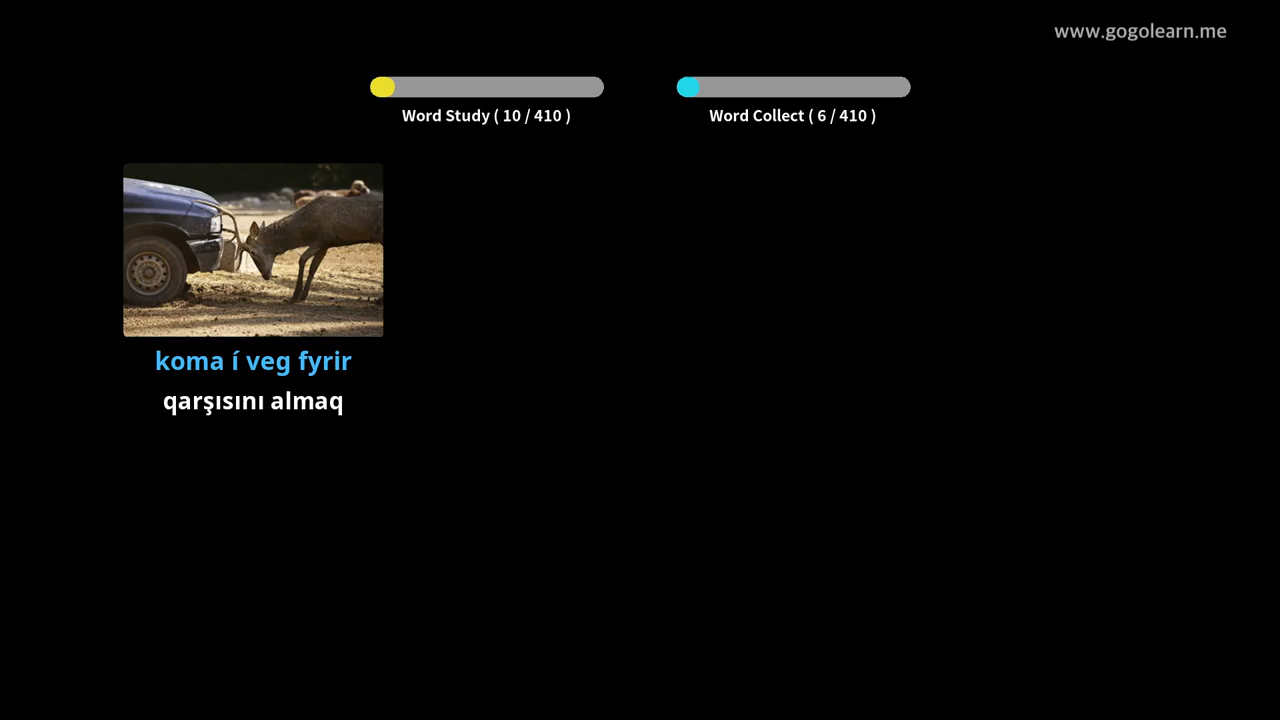 www.gogolearn.me
Word Study ( 10 / 410 )
Word Collect ( 6 / 410 )
koma í veg fyrir
qarşısını almaq